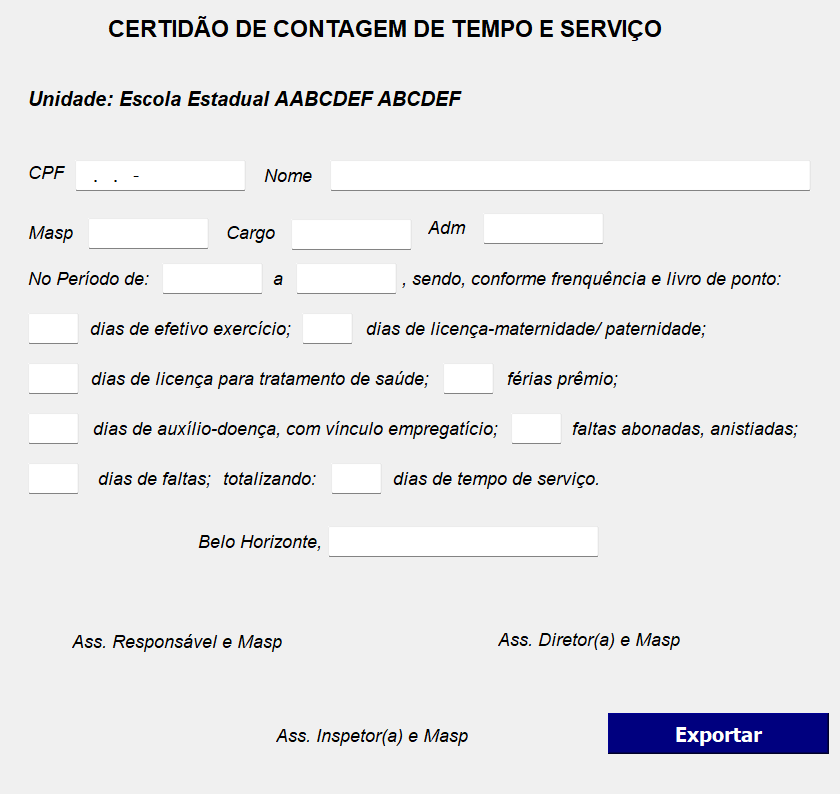 CERTIDÃO DE CONTAGEM DE TEMPO E SERVIÇO
Unidade: Escola Estadual AABCDEF ABCDEF
CPF . . - Nome
Masp Cargo Adm
No Período de: a , sendo, conforme frenquência e livro de ponto:
dias de efetivo exercício; dias de licença-maternidade/ paternidade;
dias de licença para tratamento de saúde; férias prêmio;
dias de auxílio-doença, com vínculo empregatício; faltas abonadas, anistiadas;
dias de faltas; totalizando: dias de tempo de serviço.
Belo Horizonte,
Ass. Responsável e Masp Ass. Diretor(a) e Masp
Ass. Inspetor(a) e Masp Exportar